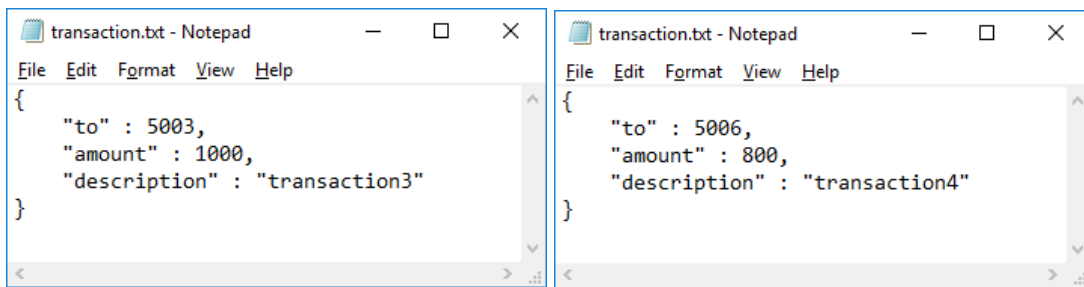 transaction.txt - Notepad
File Edit Format View Help
{
"to" : 5003,
"amount" : 1000,
"description" : "transaction3"
}
transaction.txt - Notepad
File Edit Format View Help
{
"to" : 5006,
"amount" : 800,
"description" : "transaction4"
}